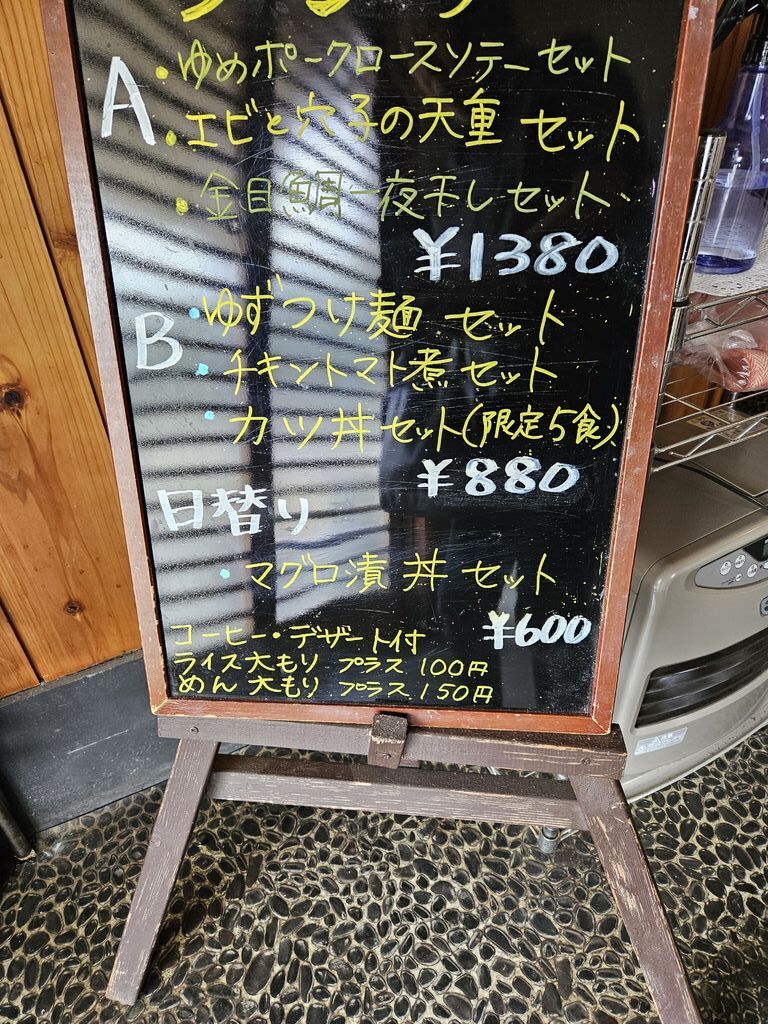 ランチ
A ・ゆめポークロースソテーセット
・エビと穴子の天重 セット
・金目鯛一夜干しセット
¥1380
B ・ゆずつけ麺 セット
・チキントマト煮セット
・カツ丼セット(限定5食)
¥880
日替り
・マグロ漬丼セット
¥600
コーヒー・デザート付
ライス大もり プラス 100円
めん 大もり プラス 150円